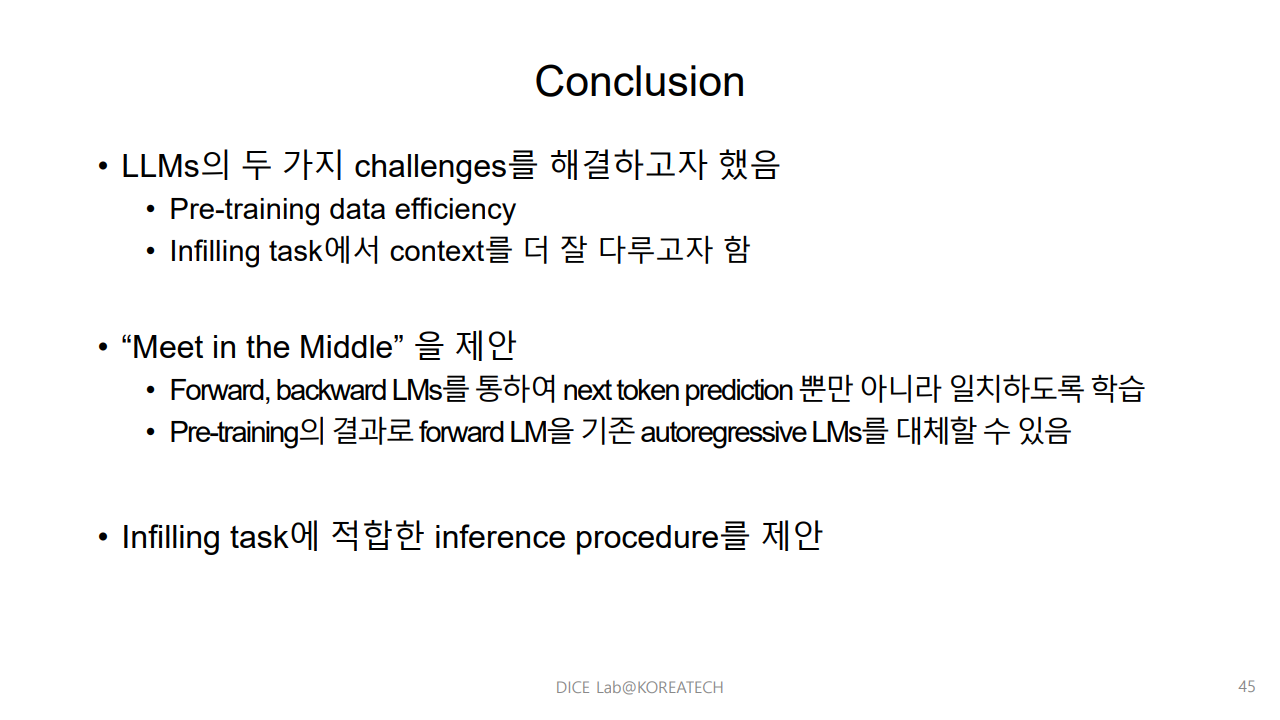 Conclusion
• LLMs의 두 가지 challenges를 해결하고자 했음
• Pre-training data efficiency
• Infilling task에서 context를 더 잘 다루고자 함
• “Meet in the Middle” 을 제안
• Forward, backward LMs를 통하여 next token prediction 뿐만 아니라 일치하도록 학습
• Pre-training의 결과로 forward LM을 기존 autoregressive LMs를 대체할 수 있음
• Infilling task에 적합한 inference procedure를 제안
DICE Lab@KOREATECH
45